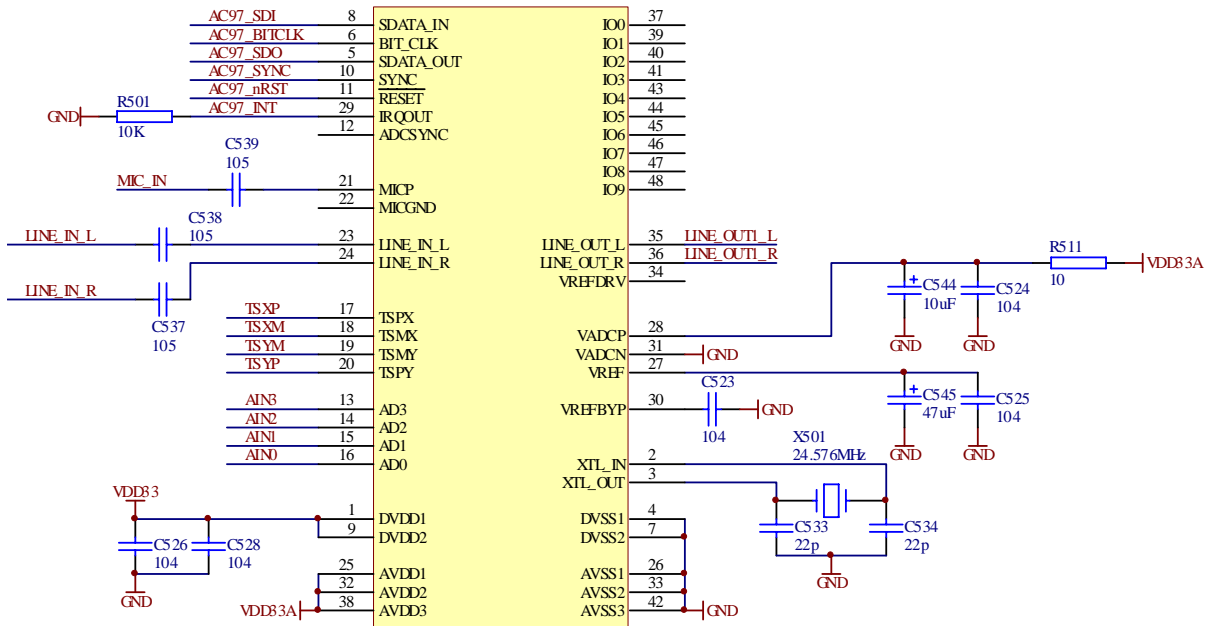 AC97_SDI 8 SDATA_IN IO0 37
AC97_BITCLK 6 BIT_CLK IO1 39
AC97_SDO 5 SDATA_OUT IO2 40
AC97_SYNC 10 SYNC IO3 41
AC97_nRST 11 RESET IO4 43
GND R501 10K AC97_INT 29 IRQOUT IO5 44
12 ADCSYNC IO6 45
IO7 46
IO8 47
C539
105
MIC_IN 21 MICP IO9 48
22 MICGND
C538
105
LINE_IN_L 23 LINE_IN_L LINE_OUT_L 35 LINE_OUT1_L
24 LINE_IN_R LINE_OUT_R 36 LINE_OUT1_R
VREFDRV 34
R511
10
VDD33A
LINE_IN_R
C537
105
C544
10uF
C524
104
GND
GND
TSXP 17 TSPX
TSXM 18 TSMX VADCP 28
TSYM 19 TSMY VADCN 31 GND
TSYP 20 TSPY VREF 27
C523
104
GND
C545
47uF
C525
104
GND
GND
AIN3 13 AD3 VREFBYP 30
AIN2 14 AD2
AIN1 15 AD1
AIN0 16 AD0 XTL_IN 2
XTL_OUT 3
X501
24.576MHz
C533
22p
C534
22p
GND
VDD33
1 DVDD1 DVSS1 4
9 DVDD2 DVSS2 7
C526
104
C528
104
GND
25 AVDD1 AVSS1 26
32 AVDD2 AVSS2 33
VDD33A 38 AVDD3 AVSS3 42 GND